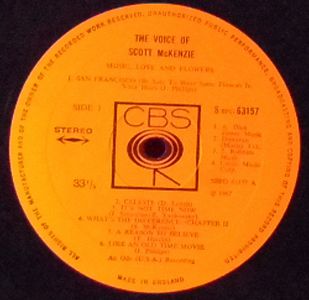 ALL RIGHTS OF THE MANUFACTURER AND OF THE OWNER OF THE RECORDED WORK RESERVED. UNAUTHORISED PUBLIC PERFORMANCE, BROADCASTING AND COPYING OF THIS RECORD PROHIBITED
THE VOICE OF
SCOTT McKENZIE
MUSIC, LOVE AND FLOWERS
1. SAN FRANCISCO (Be Sure To Wear Some Flowers In
Your Hair) (J. Phillips)
SIDE 1
CBS
S 63157
STEREO
33⅓
℗ 1967
2. CELESTE (D. Leitch)
3. IT'S NOT TIME NOW
4. WHAT'S THE DIFFERENCE - CHAPTER II
5. A REASON TO BELIEVE
6. LIKE AN OLD TIME MOVIE
An Ode (U.S.A.) Recording
MADE IN ENGLAND